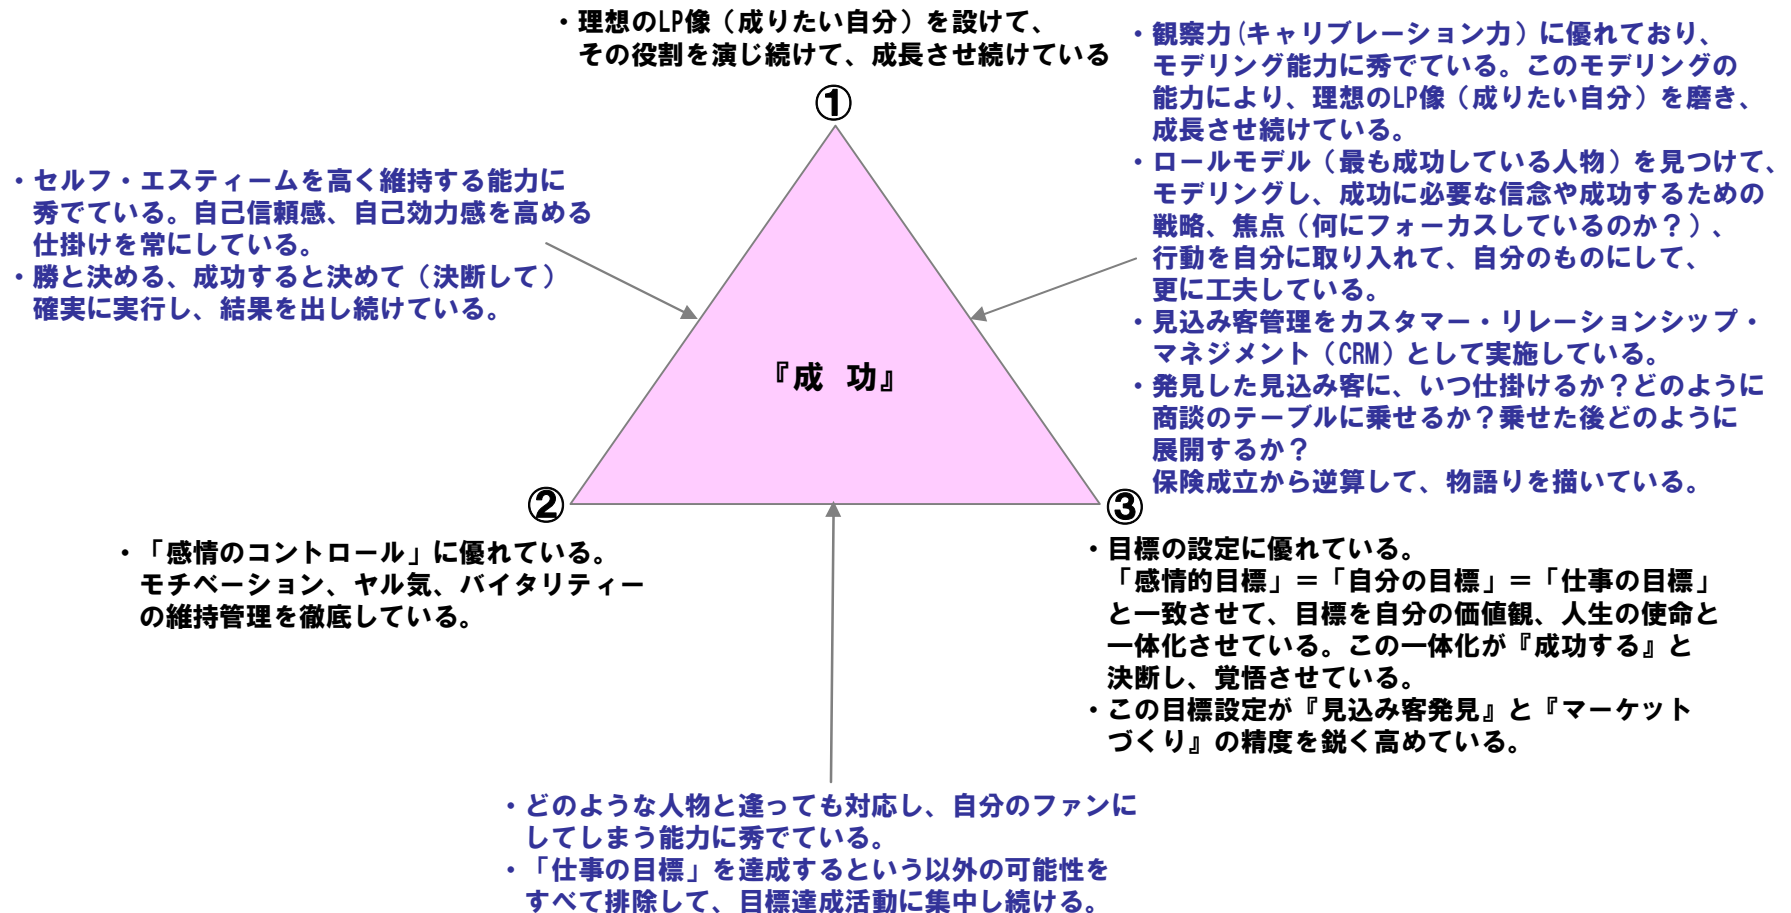 ・理想のLP像（成りたい自分）を設けて、
その役割を演じ続けて、成長させ続けている
①
・観察力(キャリブレーション力）に優れており、
モデリング能力に秀でている。このモデリングの
能力により、理想のLP像（成りたい自分）を磨き、
成長させ続けている。
・ロールモデル（最も成功している人物）を見つけて、
モデリングし、成功に必要な信念や成功するための
戦略、焦点（何にフォーカスしているのか？）、
行動を自分に取り入れて、自分のものにして、
更に工夫している。
・見込み客管理をカスタマー・リレーションシップ・
マネジメント（CRM）として実施している。
・発見した見込み客に、いつ仕掛けるか？どのように
商談のテーブルに乗せるか？乗せた後どのように
展開するか？
保険成立から逆算して、物語りを描いている。
・セルフ・エスティームを高く維持する能力に
秀でている。自己信頼感、自己効力感を高める
仕掛けを常にしている。
・勝と決める、成功すると決めて（決断して）
確実に実行し、結果を出し続けている。
『成 功』
②
③
・「感情のコントロール」に優れている。
モチベーション、ヤル気、バイタリティー
の維持管理を徹底している。
・目標の設定に優れている。
「感情的目標」＝「自分の目標」＝「仕事の目標」
と一致させて、目標を自分の価値観、人生の使命と
一体化させている。この一体化が『成功する』と
決断し、覚悟させている。
・この目標設定が『見込み客発見』と『マーケット
づくり』の精度を鋭く高めている。
・どのような人物と逢っても対応し、自分のファンに
してしまう能力に秀でている。
・「仕事の目標」を達成するという以外の可能性を
すべて排除して、目標達成活動に集中し続ける。